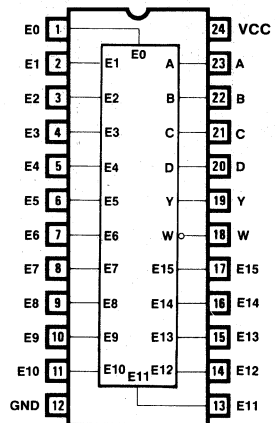 E0 1 24 VCC
E0
E1 2 E1 A 23 A
E2 3 E2 B 22 B
E3 4 E3 C 21 C
E4 5 E4 D 20 D
E5 6 E5 Y 19 Y
E6 7 E6 W 18 W
E7 8 E7 E15 17 E15
E8 9 E8 E14 16 E14
E9 10 E9 E13 15 E13
E10 11 E10 E12 14 E12
E11
GND 12 13 E11